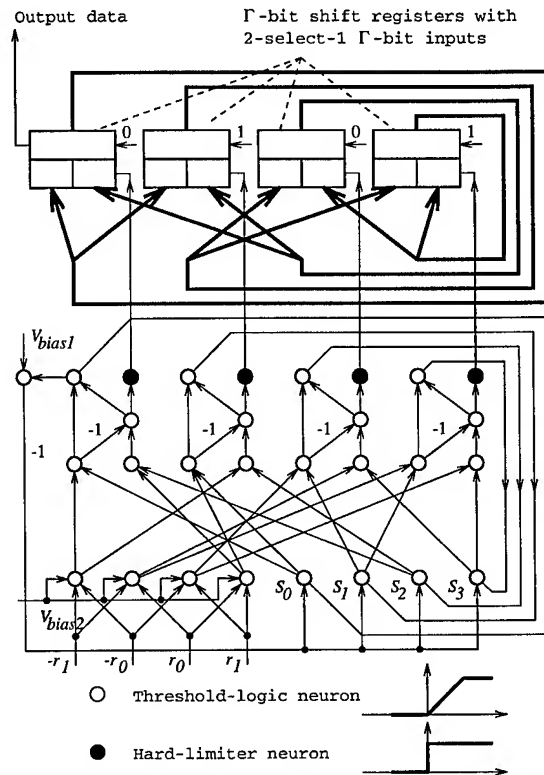 Output data
Γ-bit shift registers with
2-select-1 Γ-bit inputs
0 1 0 1
V_bias1
-1 -1 -1 -1
-1
S_0 S_1 S_2 S_3
V_bias2
-r_1 -r_0 r_0 r_1
Threshold-logic neuron
Hard-limiter neuron